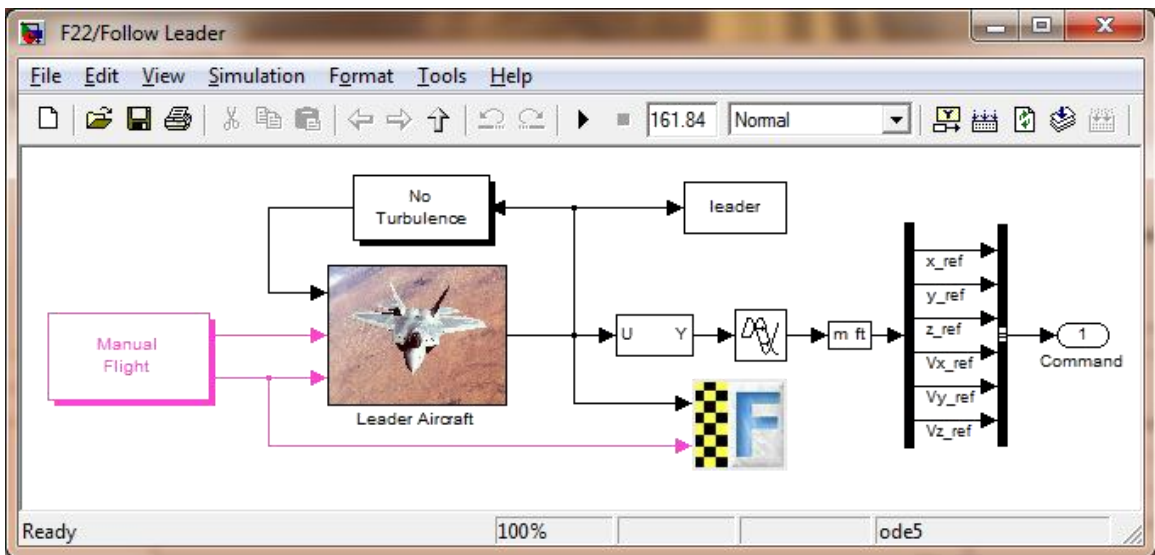 F22/Follow Leader
File Edit View Simulation Format Tools Help
161.84 Normal
No
Turbulence
leader
Manual
Flight
Leader Aircraft
U Y
m ft
x_ref
y_ref
z_ref
Vx_ref
Vy_ref
Vz_ref
1
Command
F
Ready 100% ode5